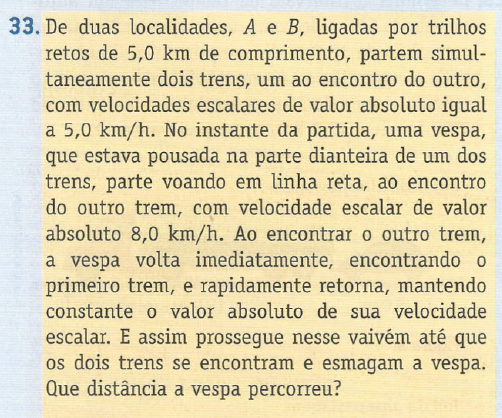 33. De duas localidades, A e B, ligadas por trilhos
retos de 5,0 km de comprimento, partem simul-
taneamente dois trens, um ao encontro do outro,
com velocidades escalares de valor absoluto igual
a 5,0 km/h. No instante da partida, uma vespa,
que estava pousada na parte dianteira de um dos
trens, parte voando em linha reta, ao encontro
do outro trem, com velocidade escalar de valor
absoluto 8,0 km/h. Ao encontrar o outro trem,
a vespa volta imediatamente, encontrando o
primeiro trem, e rapidamente retorna, mantendo
constante o valor absoluto de sua velocidade
escalar. E assim prossegue nesse vaivém até que
os dois trens se encontram e esmagam a vespa.
Que distância a vespa percorreu?